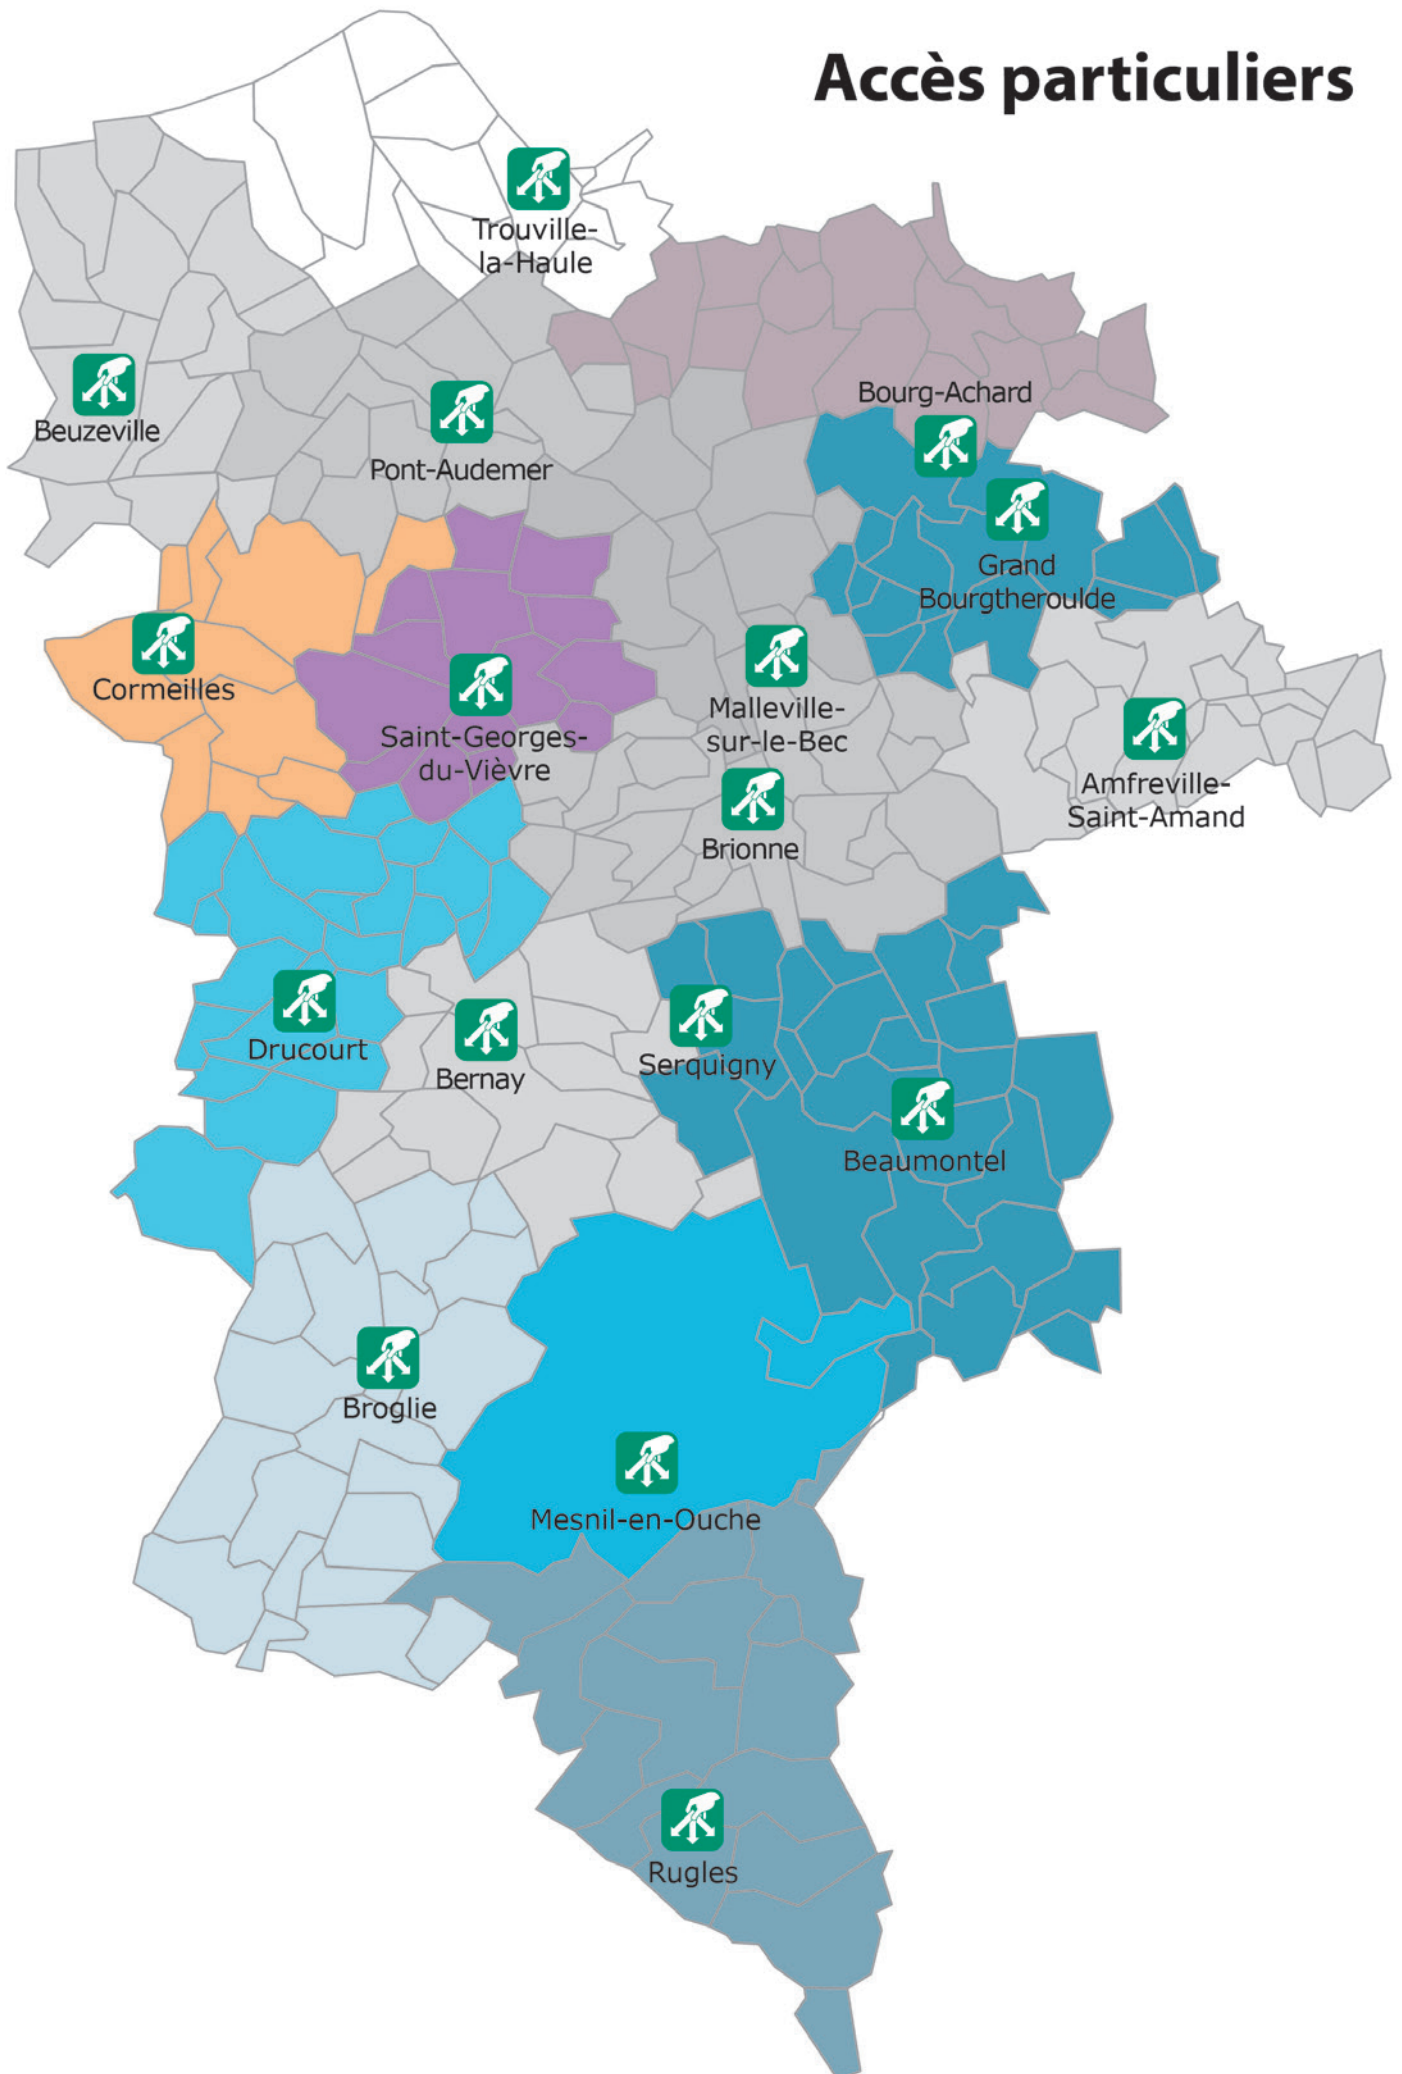 Accès particuliers
Trouville-
la-Haule
Bourg-Achard
Beuzeville
Pont-Audemer
Grand
Bourgtheroulde
Cormeilles
Malleville-
sur-le-Bec
Saint-Georges-
du-Vièvre
Amfreville-
Saint-Amand
Brionne
Drucourt
Bernay
Serquigny
Beaumontel
Broglie
Mesnil-en-Ouche
Rugles